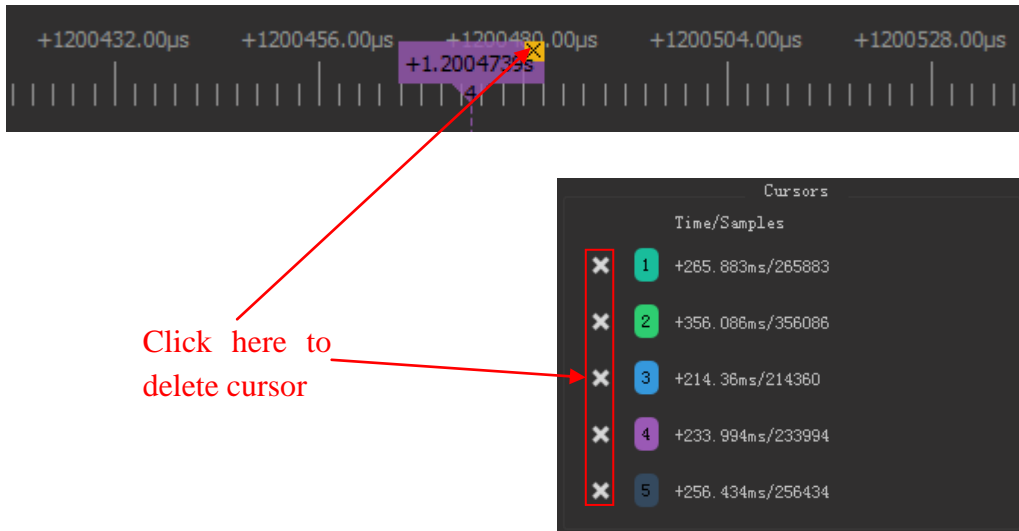 +1200432.00µs +1200456.00µs +1200480.00µs +1200504.00µs +1200528.00µs
+1.2004739s
4
Cursors
Time/Samples
1 +265.883ms/265883
2 +356.086ms/356086
3 +214.36ms/214360
4 +233.994ms/233994
5 +256.434ms/256434
Click here to
delete cursor